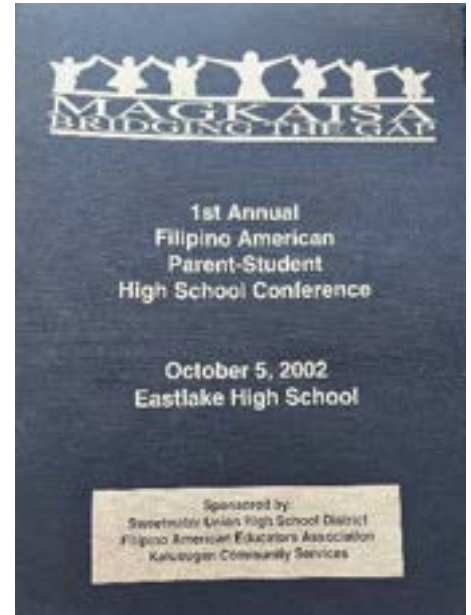 MAGKAISA
BRIDGING THE GAP
1st Annual
Filipino American
Parent-Student
High School Conference
October 5, 2002
Eastlake High School
Sponsored by:
Sweetwater Union High School District
Filipino American Educators Association
Kalusugan Community Services